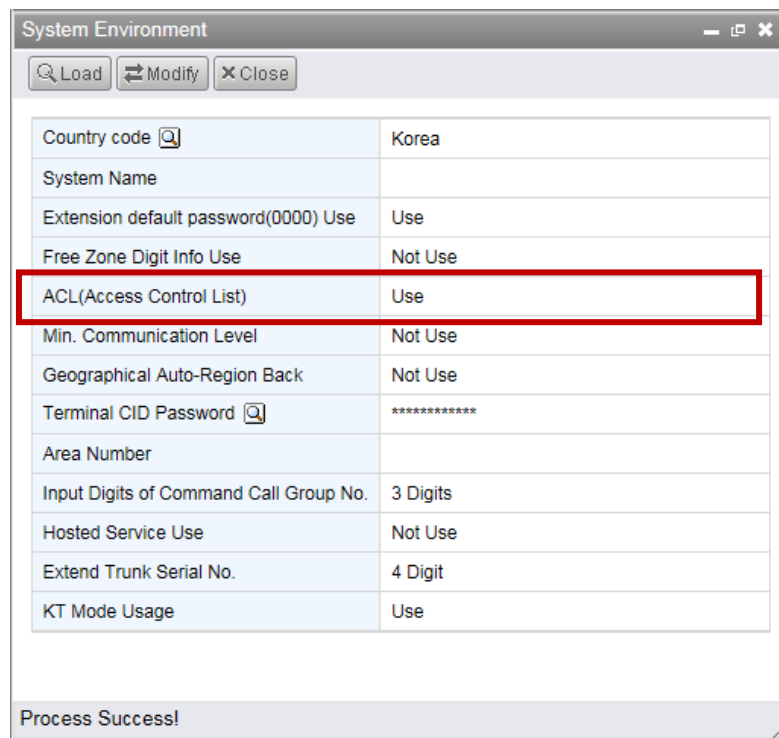 System Environment
Load Modify Close
Country code Korea
System Name
Extension default password(0000) Use Use
Free Zone Digit Info Use Not Use
ACL(Access Control List) Use
Min. Communication Level Not Use
Geographical Auto-Region Back Not Use
Terminal CID Password ************
Area Number
Input Digits of Command Call Group No. 3 Digits
Hosted Service Use Not Use
Extend Trunk Serial No. 4 Digit
KT Mode Usage Use
Process Success!